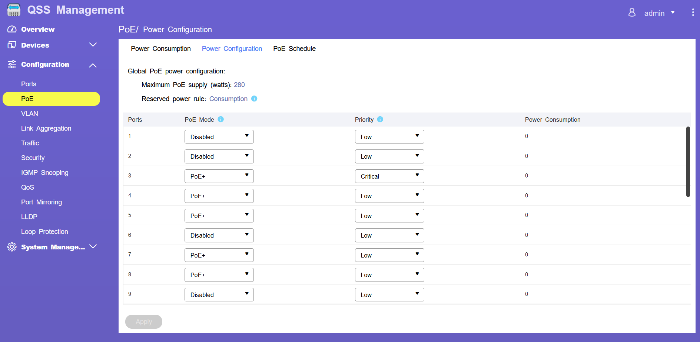 QSS Management
admin
Overview
Devices
Configuration
Ports
PoE
VLAN
Link Aggregation
Traffic
Security
IGMP Snooping
QoS
Port Mirroring
LLDP
Loop Protection
System Manage...
PoE/ Power Configuration
Power Consumption Power Configuration PoE Schedule
Global PoE power configuration:
Maximum PoE supply (watts): 280
Reserved power rule: Consumption
Ports PoE Mode Priority Power Consumption
1 Disabled Low 0
2 Disabled Low 0
3 PoE+ Critical 0
4 PoE+ Low 0
5 PoE+ Low 0
6 Disabled Low 0
7 PoE+ Low 0
8 PoE+ Low 0
9 Disabled Low 0
Apply